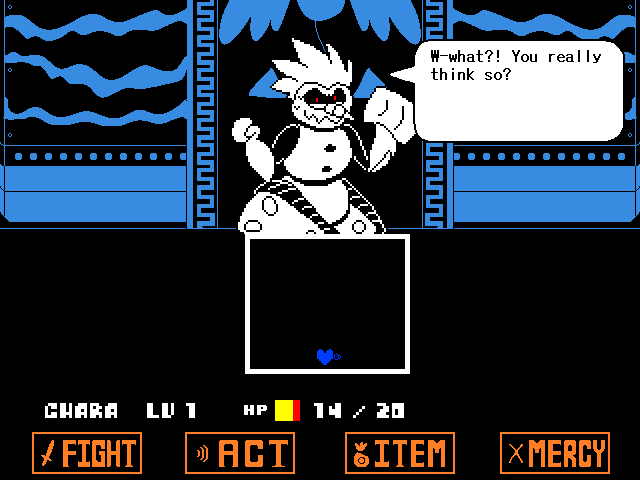 W-what?! You really
think so?
CHARA LV 1 HP 14 / 20
FIGHT ACT ITEM MERCY